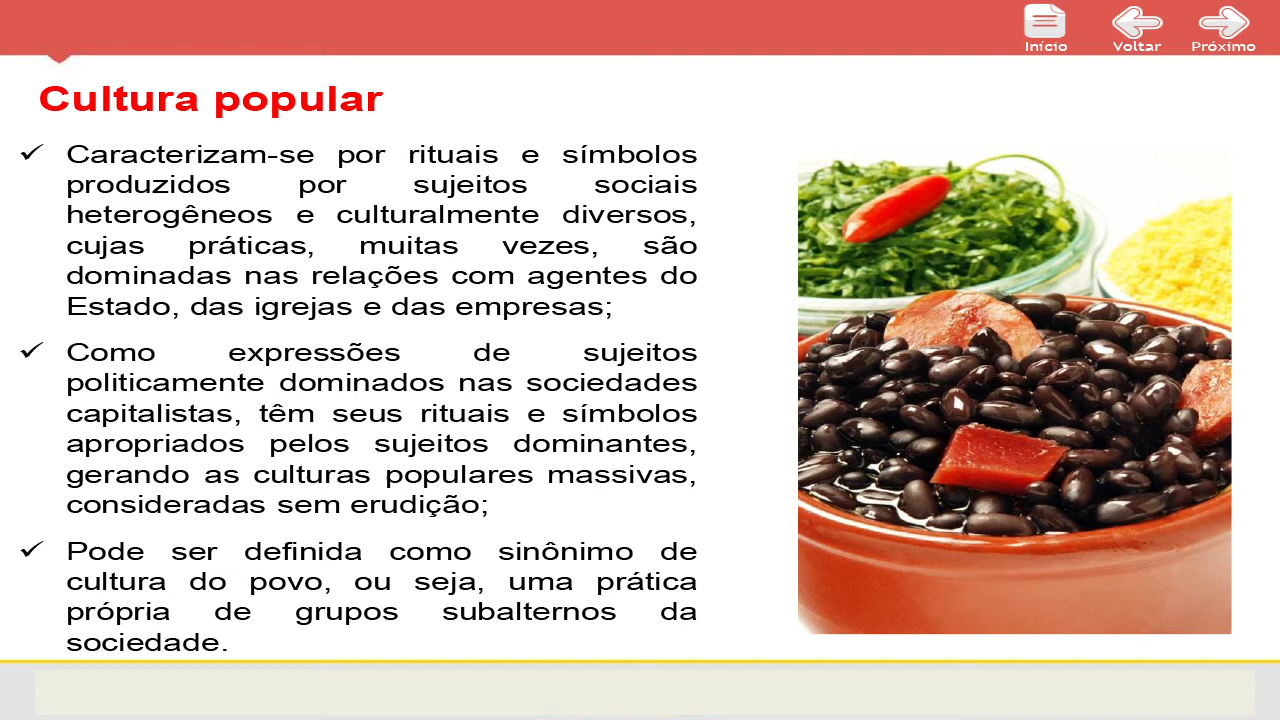 Início Voltar Próximo
Cultura popular
✓ Caracterizam-se por rituais e símbolos
produzidos por sujeitos sociais
heterogêneos e culturalmente diversos,
cujas práticas, muitas vezes, são
dominadas nas relações com agentes do
Estado, das igrejas e das empresas;
✓ Como expressões de sujeitos
politicamente dominados nas sociedades
capitalistas, têm seus rituais e símbolos
apropriados pelos sujeitos dominantes,
gerando as culturas populares massivas,
consideradas sem erudição;
✓ Pode ser definida como sinônimo de
cultura do povo, ou seja, uma prática
própria de grupos subalternos da
sociedade.